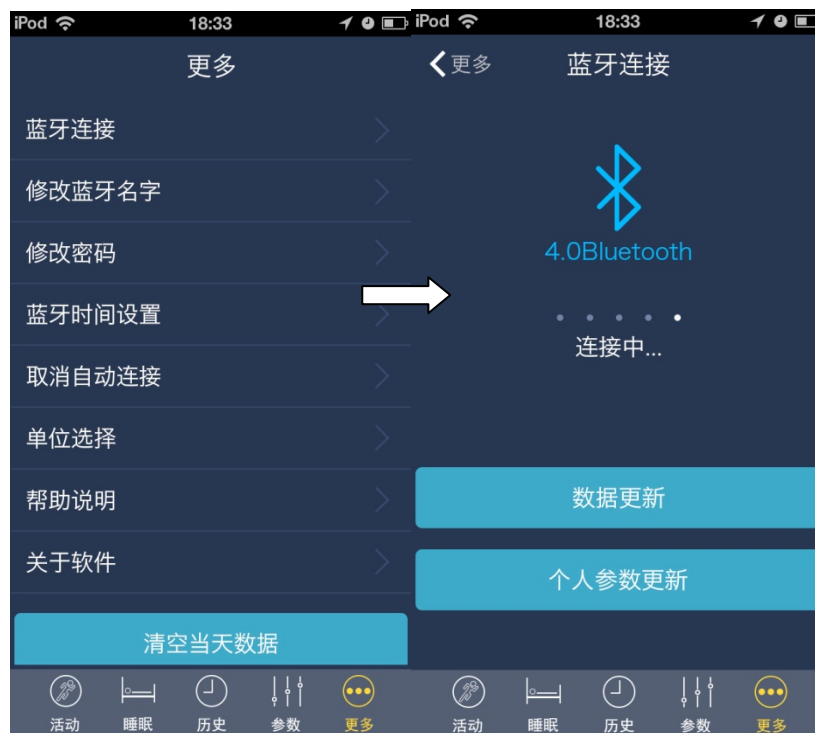 iPod 18:33
更多
蓝牙连接
修改蓝牙名字
修改密码
蓝牙时间设置
取消自动连接
单位选择
帮助说明
关于软件
清空当天数据
活动 睡眠 历史 参数 更多
iPod 18:33
更多 蓝牙连接
4.0Bluetooth
连接中...
数据更新
个人参数更新
活动 睡眠 历史 参数 更多